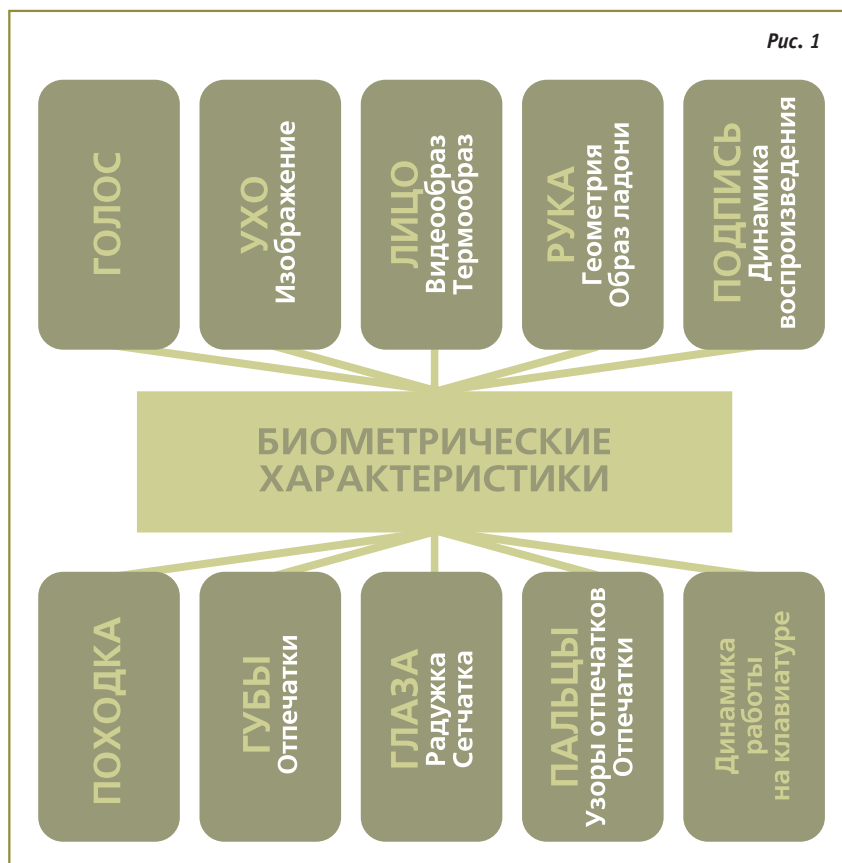 Рис. 1
ГОЛОС
УХО
Изображение
ЛИЦО
Видеообраз
Термообраз
РУКА
Геометрия
Образ ладони
ПОДПИСЬ
Динамика
воспроизведения
БИОМЕТРИЧЕСКИЕ
ХАРАКТЕРИСТИКИ
ПОХОДКА
ГУБЫ
Отпечатки
ГЛАЗА
Радужка
Сетчатка
ПАЛЬЦЫ
Узоры отпечатков
Отпечатки
Динамика
работы
на клавиатуре